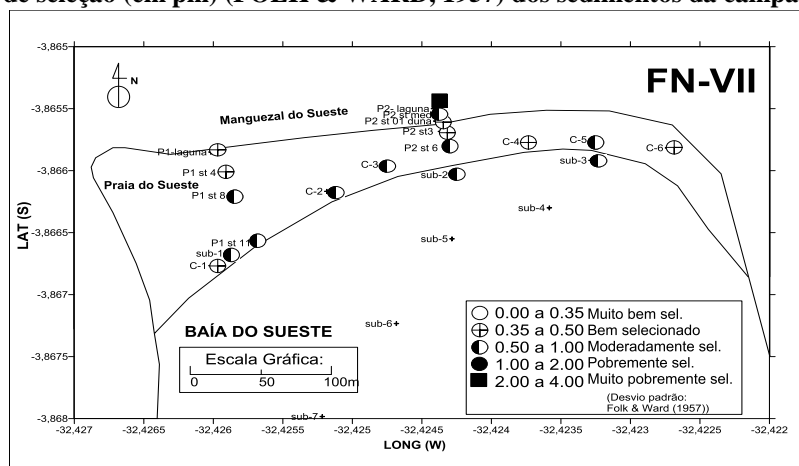 de seleção (em phi) (FOLK & WARD, 1957) dos sedimentos da campa
-3,865
-3,8655
-3,866
-3,8665
-3,867
-3,8675
-3,868
LAT (S)
N
FN-VII
Manguezal do Sueste
Praia do Sueste
P2- laguna
P2 st med
P2 st 01 duna
P2 st3
P2 st 6
P1-laguna
P1 st 4
P1 st 8
P1 st 11
C-4
C-5
C-6
C-3
C-2
sub-3
sub-2
sub-4
sub-5
sub-1
C-1
sub-6
sub-7
BAÍA DO SUESTE
Escala Gráfica:
0 50 100m
0.00 a 0.35 Muito bem sel.
0.35 a 0.50 Bem selecionado
0.50 a 1.00 Moderadamente sel.
1.00 a 2.00 Pobremente sel.
2.00 a 4.00 Muito pobremente sel.
(Desvio padrão:
Folk & Ward (1957))
-32,427 -32,4265 -32,426 -32,4255 -32,425 -32,4245 -32,424 -32,4235 -32,423 -32,4225 -32,422
LONG (W)